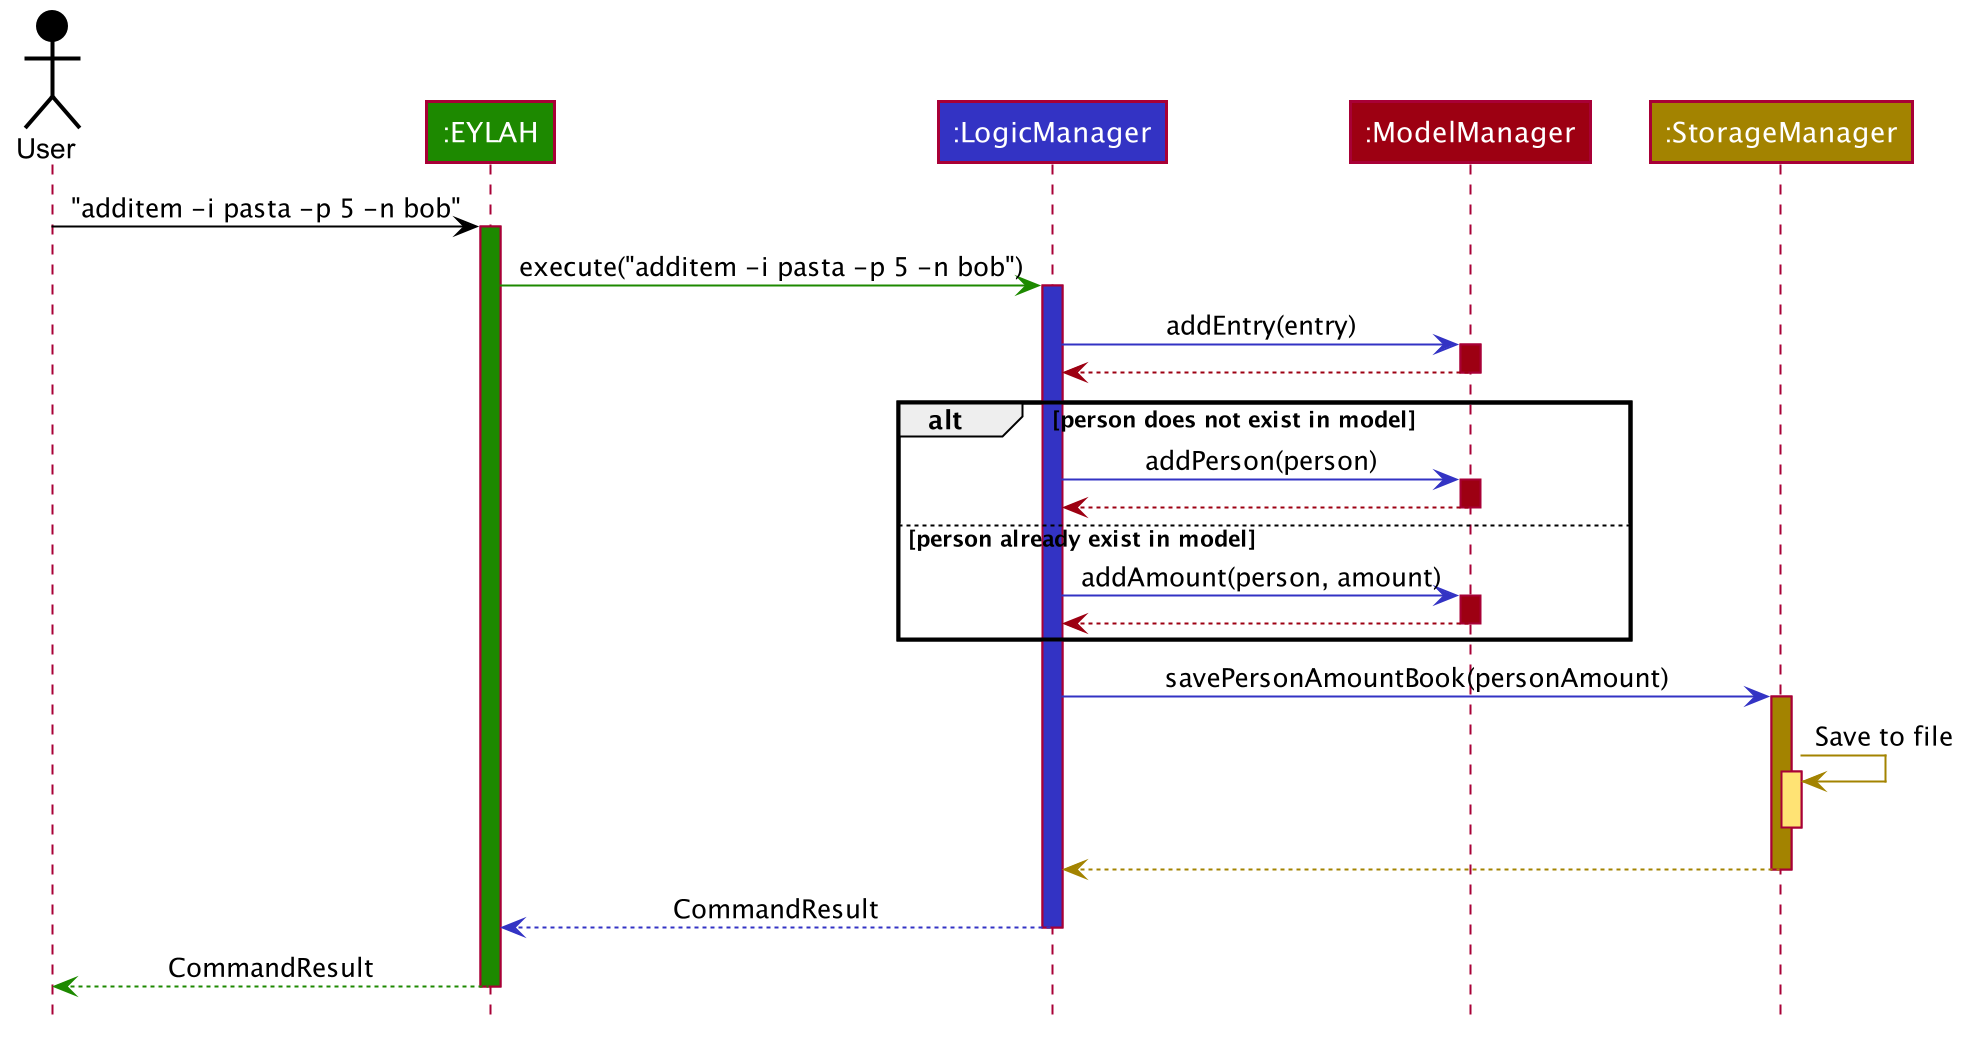 User
:EYLAH
:LogicManager
:ModelManager
:StorageManager
"additem -i pasta -p 5 -n bob"
execute("additem -i pasta -p 5 -n bob")
addEntry(entry)
alt
[person does not exist in model]
addPerson(person)
[person already exist in model]
addAmount(person, amount)
savePersonAmountBook(personAmount)
Save to file
CommandResult
CommandResult